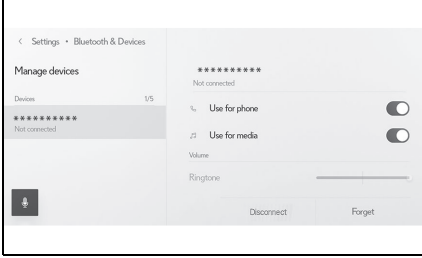 < Settings • Bluetooth & Devices
Manage devices
Devices 1/5
**********
Not connected
**********
Not connected
Use for phone
Use for media
Volume
Ringtone
Disconnect Forget